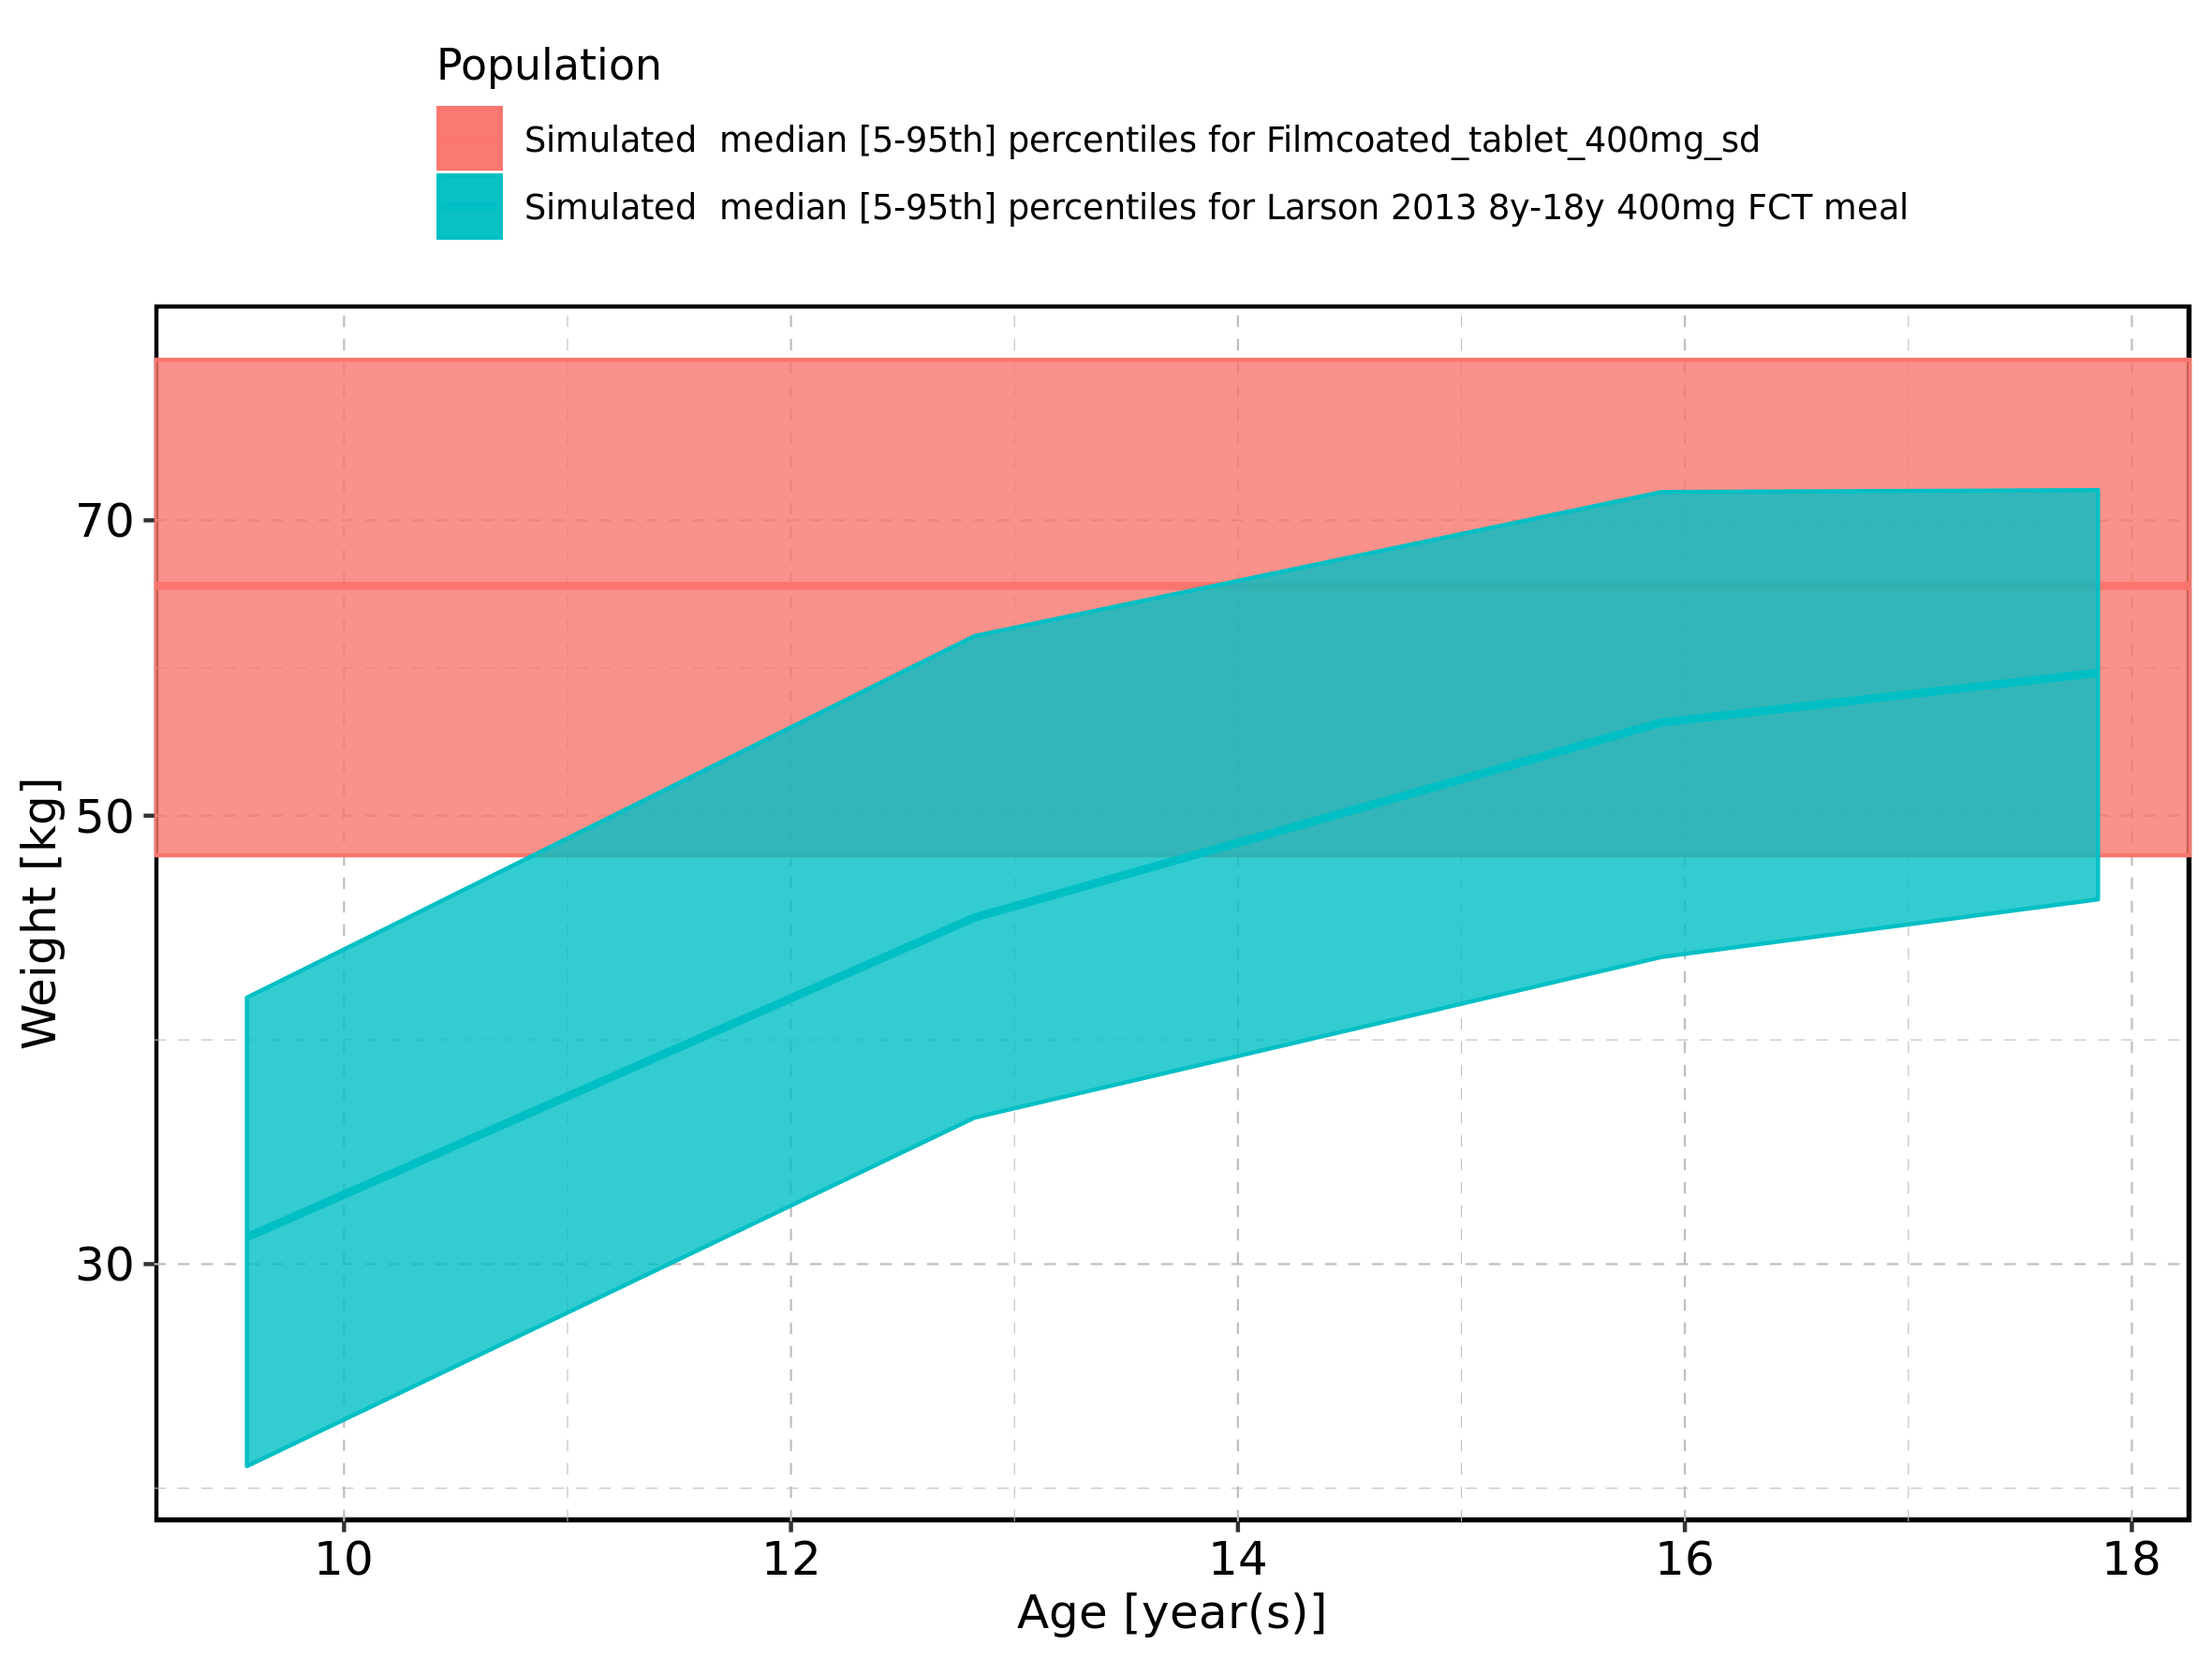 Population
Simulated  median [5-95th] percentiles for Filmcoated_tablet_400mg_sd
Simulated  median [5-95th] percentiles for Larson 2013 8y-18y 400mg FCT meal
70
50
30
Weight [kg]
10 12 14 16 18
Age [year(s)]